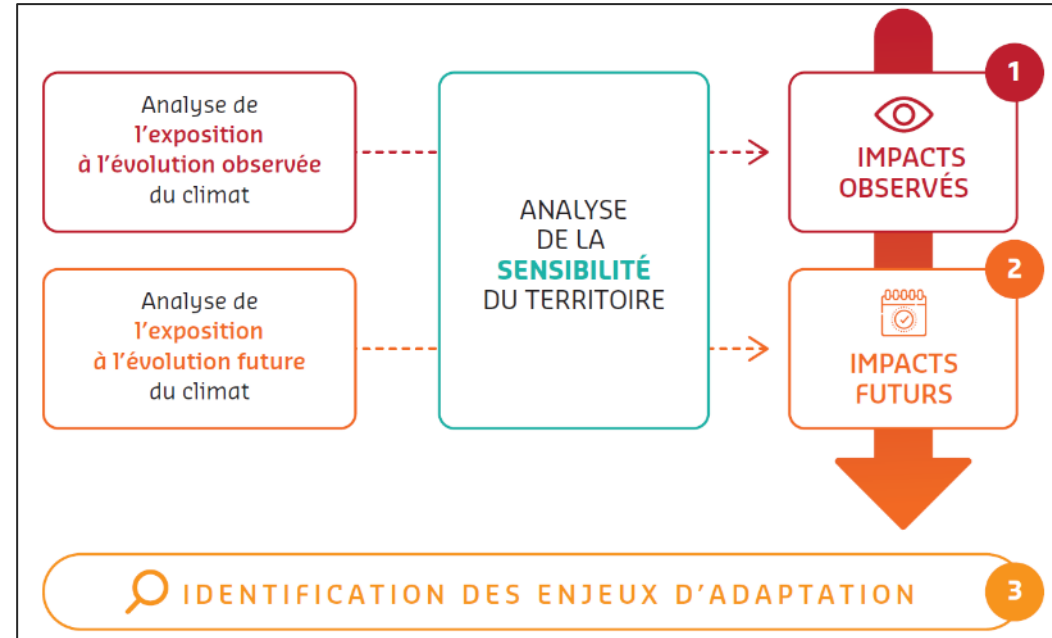 Analyse de
l'exposition
à l'évolution observée
du climat
ANALYSE
DE LA
SENSIBILITÉ
DU TERRITOIRE
1
IMPACTS
OBSERVÉS
Analyse de
l'exposition
à l'évolution future
du climat
2
IMPACTS
FUTURS
IDENTIFICATION DES ENJEUX D'ADAPTATION
3